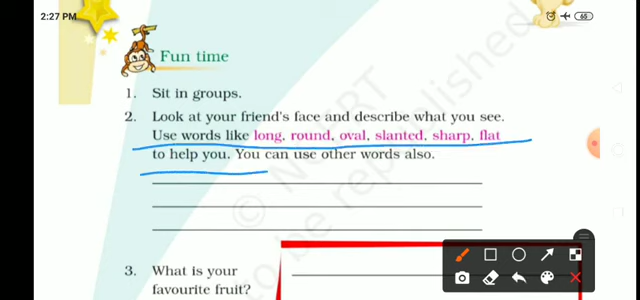 2:27 PM
65
Fun time
1. Sit in groups.
2. Look at your friend's face and describe what you see.
Use words like long, round, oval, slanted, sharp, flat
to help you. You can use other words also.
3. What is your
favourite fruit?